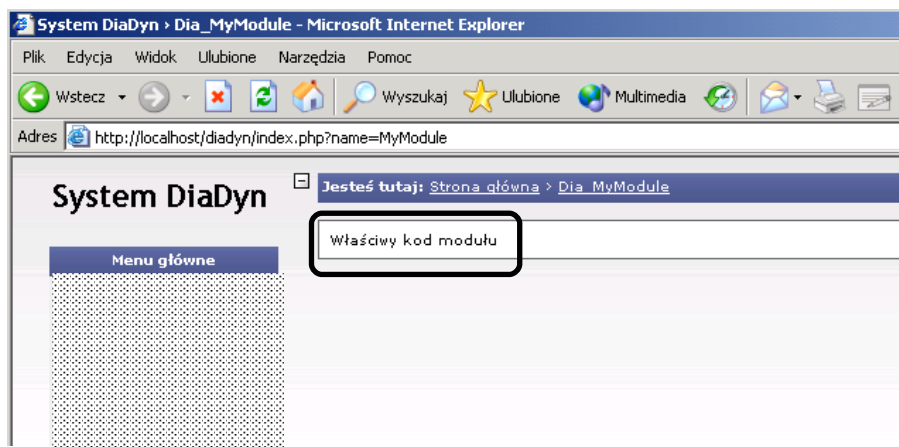 System DiaDyn › Dia_MyModule - Microsoft Internet Explorer
Plik Edycja Widok Ulubione Narzędzia Pomoc
Wstecz Wyszukaj Ulubione Multimedia
Adres http://localhost/diadyn/index.php?name=MyModule
System DiaDyn
Jesteś tutaj: Strona główna › Dia_MyModule
Właściwy kod modułu
Menu główne